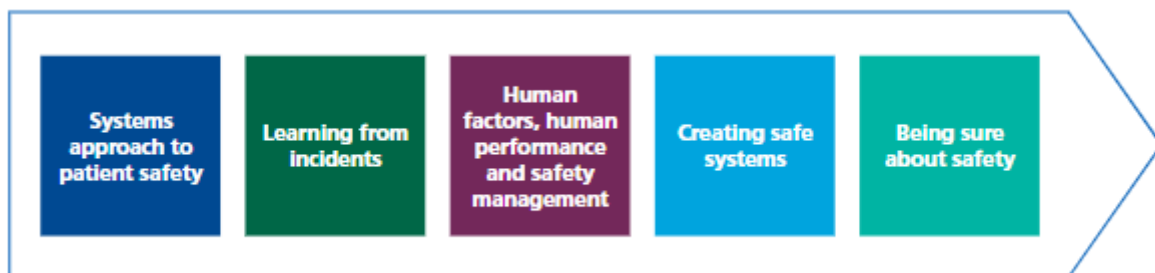 Systems
approach to
patient safety
Learning from
incidents
Human
factors, human
performance
and safety
management
Creating safe
systems
Being sure
about safety